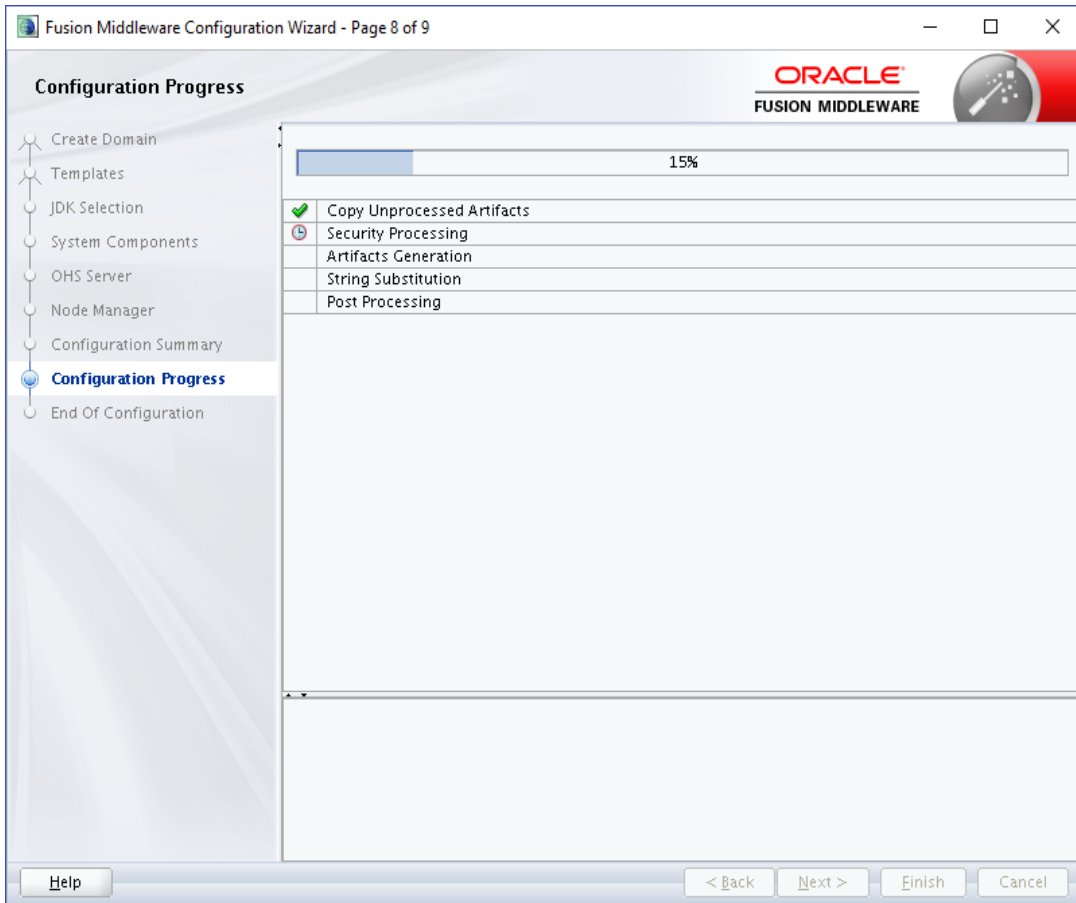 Fusion Middleware Configuration Wizard - Page 8 of 9
Configuration Progress
ORACLE
FUSION MIDDLEWARE
Create Domain
Templates
JDK Selection
System Components
OHS Server
Node Manager
Configuration Summary
Configuration Progress
End Of Configuration
15%
Copy Unprocessed Artifacts
Security Processing
Artifacts Generation
String Substitution
Post Processing
Help
< Back
Next >
Finish
Cancel